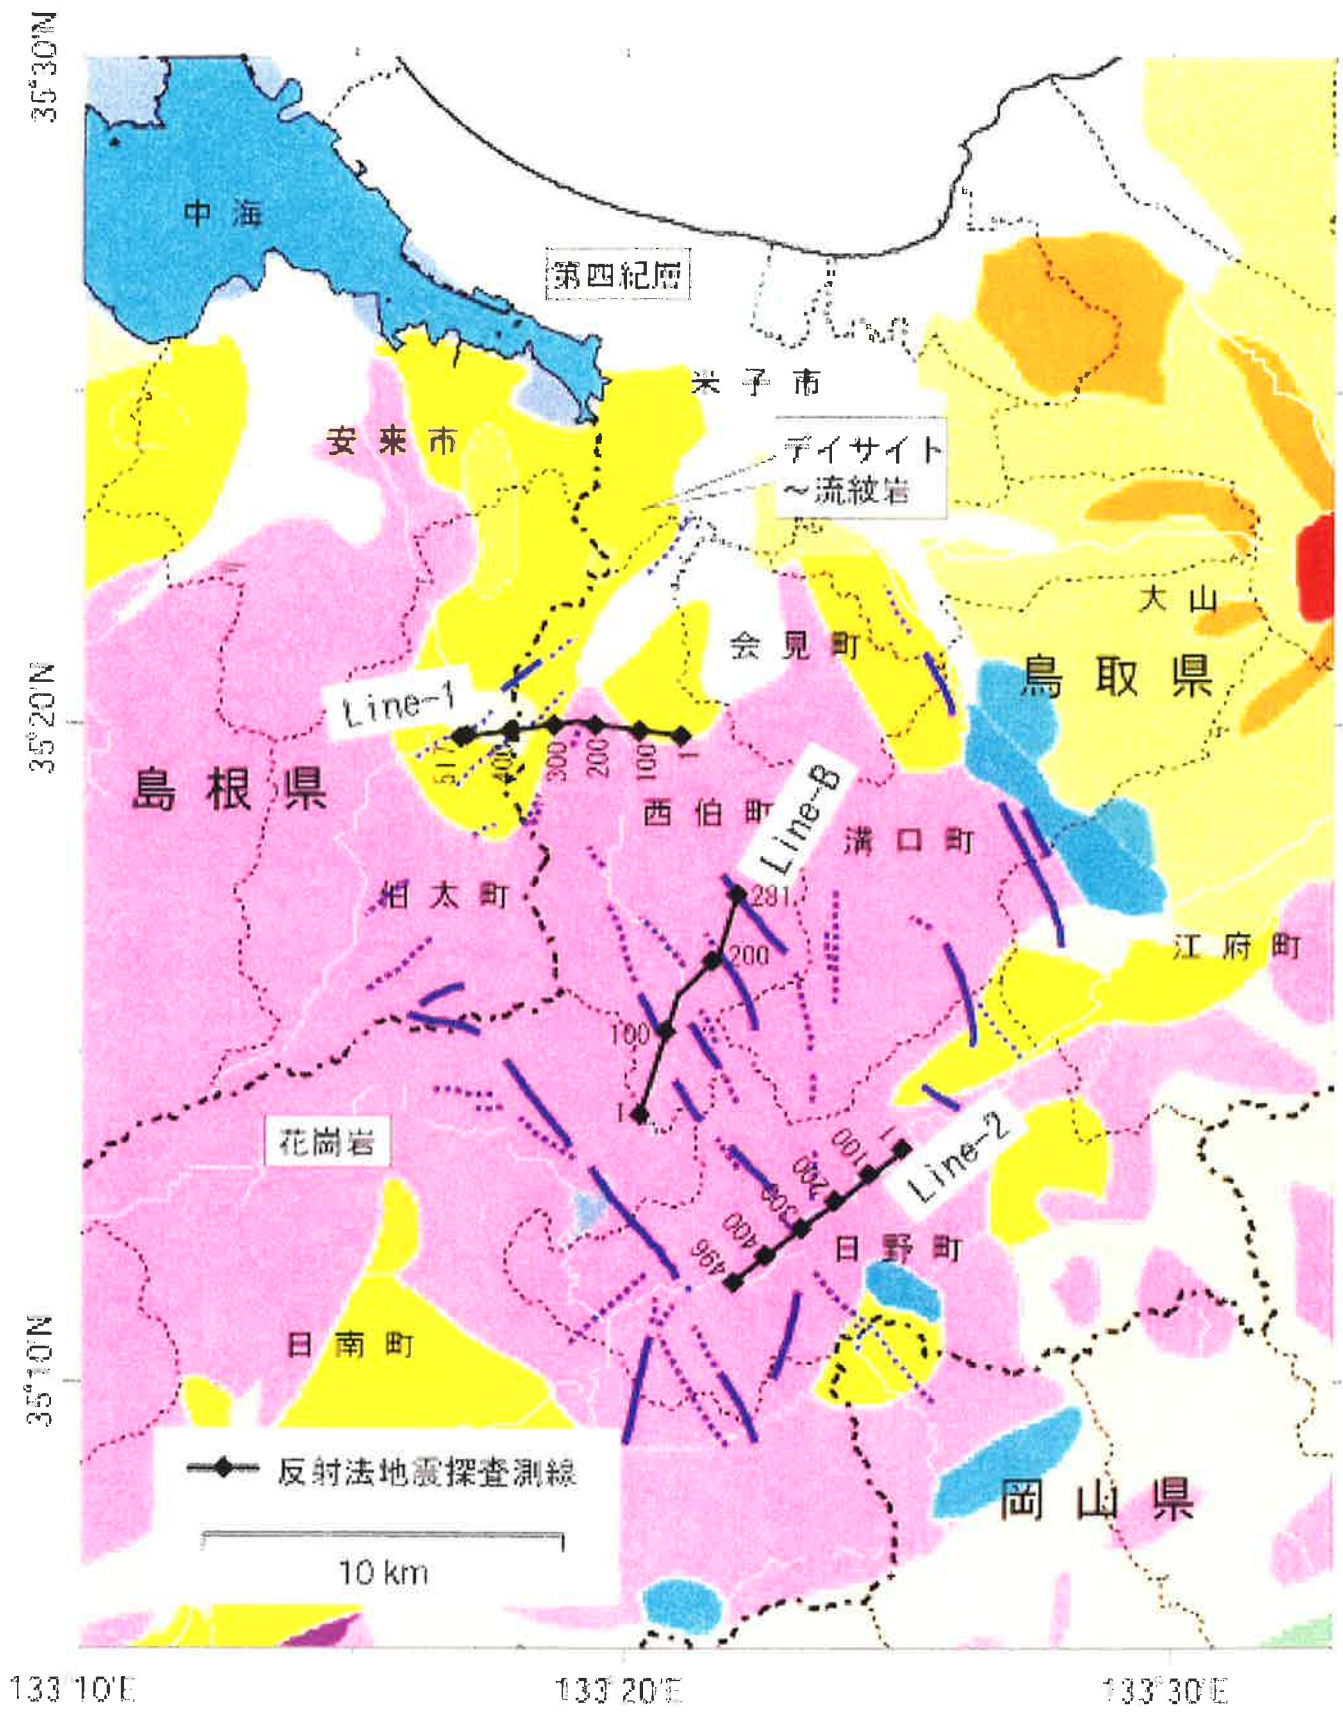 35°30'N
中海
第四紀層
米子市
安来市
デイサイト
～流紋岩
大山
会見町
鳥取県
35°20'N
Line-1
517
400
300
200
100
1
島根県
西伯町
Line-B
溝口町
伯太町
281
200
江府町
100
1
花崗岩
1
100
200
300
400
496
Line-2
日野町
35°10'N
日南町
反射法地震探査測線
岡山県
10 km
133°10'E
133°20'E
133°30'E